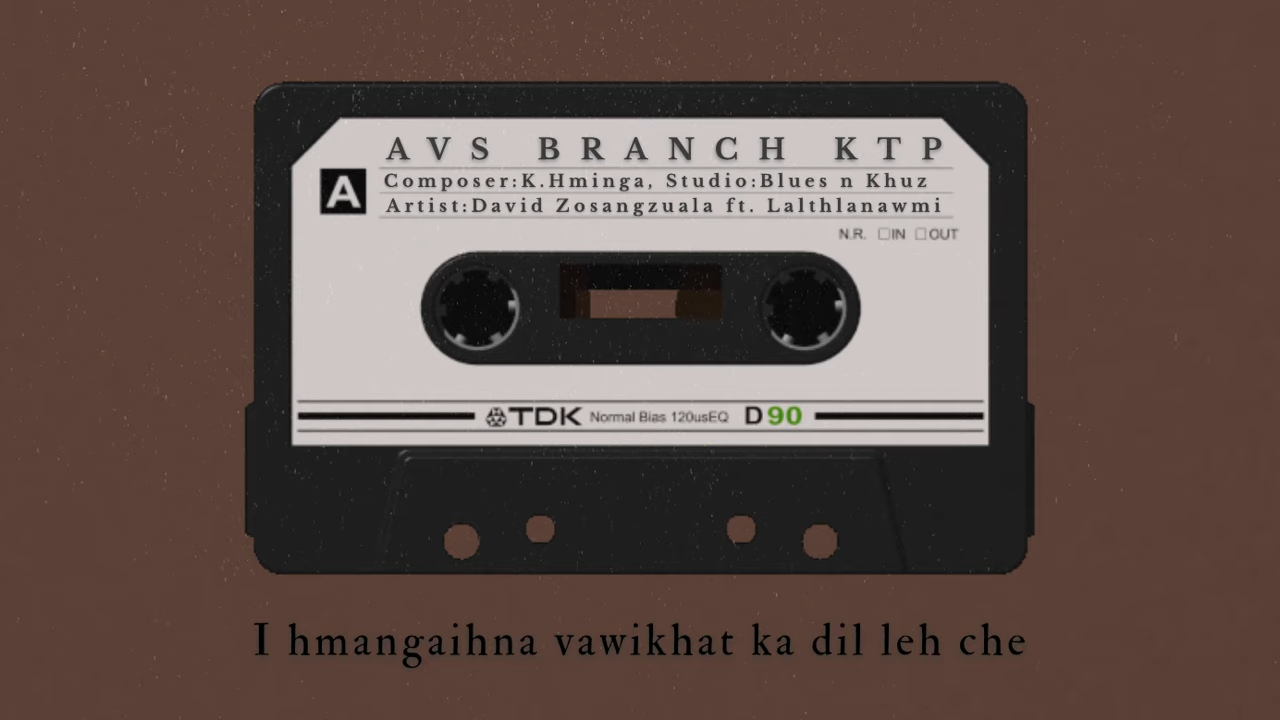 AVS BRANCH KTP
A
Composer:K.Hminga, Studio:Blues n Khuz
Artist:David Zosangzuala ft. Lalthlanawmi
N.R. IN OUT
TDK Normal Bias 120usEQ D90
I hmangaihna vawikhat ka dil leh che